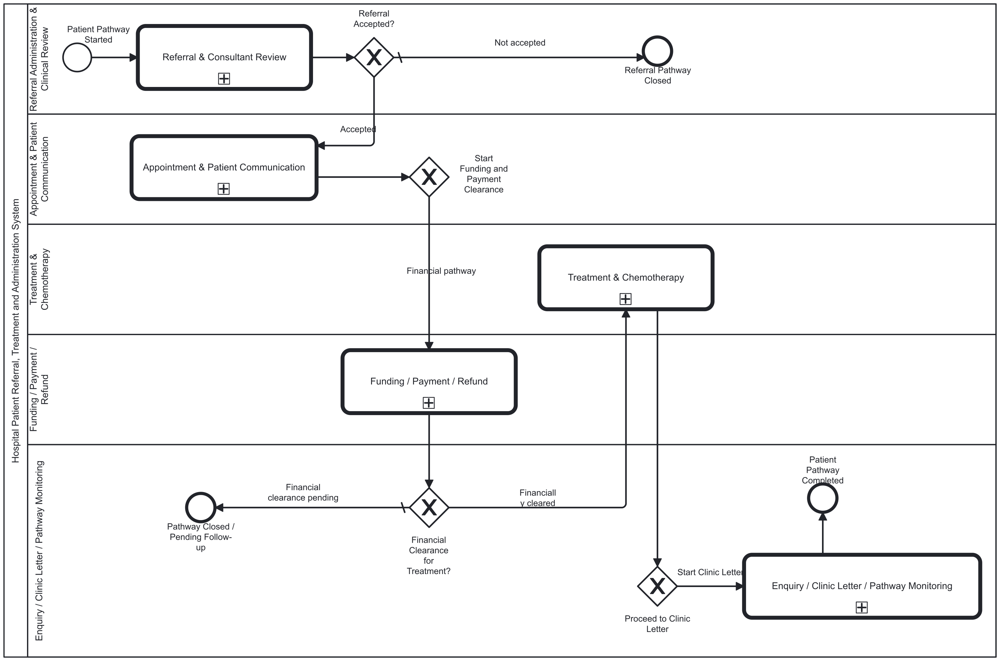 Hospital Patient Referral, Treatment and Administration System
Referral Administration &
Clinical Review
Patient Pathway
Started
Referral & Consultant Review
Referral
Accepted?
X
Not accepted
Referral Pathway
Closed
Appointment & Patient
Communication
Accepted
Appointment & Patient Communication
X
Start
Funding and
Payment
Clearance
Treatment &
Chemotherapy
Financial pathway
Treatment & Chemotherapy
Funding / Payment /
Refund
Funding / Payment / Refund
Enquiry / Clinic Letter / Pathway Monitoring
Pathway Closed /
Pending Follow-
up
Financial
clearance pending
X
Financial
Clearance
for
Treatment?
Financiall
y cleared
X
Proceed to Clinic
Letter
Start Clinic Letter
Patient
Pathway
Completed
Enquiry / Clinic Letter / Pathway Monitoring